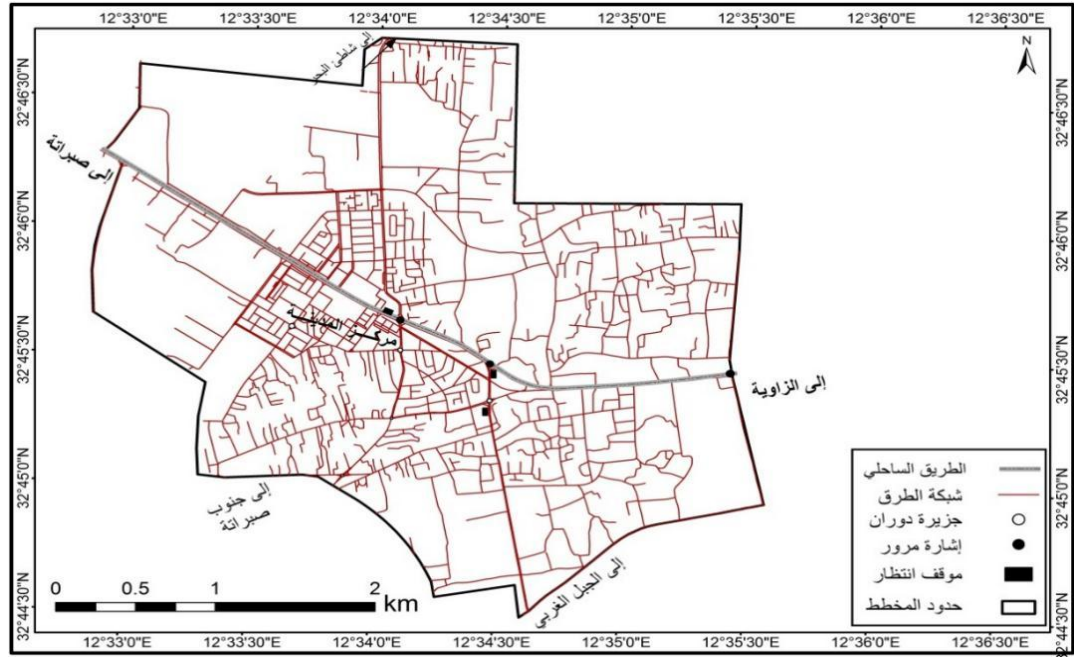 12°33'0"E 12°33'30"E 12°34'0"E 12°34'30"E 12°35'0"E 12°35'30"E 12°36'0"E 12°36'30"E
N
إلى شاطئ البحر
32°46'30"N
32°46'30"N
إلى صبراتة
32°46'0"N
32°46'0"N
مركز المدينة
32°45'30"N
32°45'30"N
إلى الزاوية
32°45'0"N
32°45'0"N
إلى جنوب
صبراتة
إلى الجبل الغربي
32°44'30"N
32°44'30"N
الطريق الساحلي
شبكة الطرق
جزيرة دوران
إشارة مرور
موقف انتظار
حدود المخطط
0 0.5 1 2
km
12°33'0"E 12°33'30"E 12°34'0"E 12°34'30"E 12°35'0"E 12°35'30"E 12°36'0"E 12°36'30"E